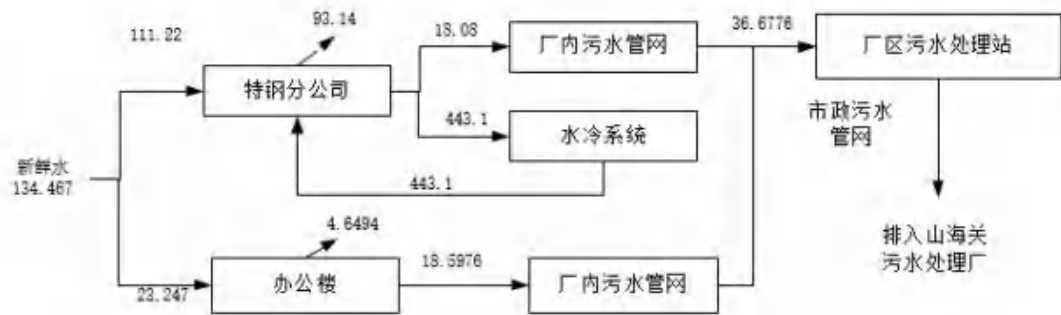 93.14
111.22
18.08
厂内污水管网
36.6776
厂区污水处理站
特钢分公司
443.1
水冷系统
市政污水
管网
新鲜水
134.467
443.1
4.6494
排入山海关
污水处理厂
23.247
办公楼
18.5976
厂内污水管网